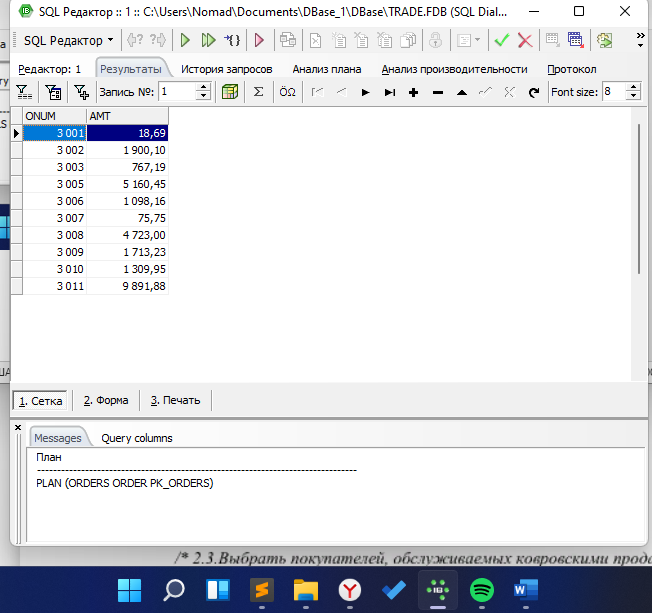 SQL Редактор :: 1 :: C:\Users\Nomad\Documents\DBase_1\DBase\TRADE.FDB (SQL Dial...
SQL Редактор
Редактор: 1 Результаты История запросов Анализ плана Анализ производительности Протокол
Запись №: 1 Σ ÖΩ Font size: 8
ONUM AMT
3 001 18,69
3 002 1 900,10
3 003 767,19
3 005 5 160,45
3 006 1 098,16
3 007 75,75
3 008 4 723,00
3 009 1 713,23
3 010 1 309,95
3 011 9 891,88
1. Сетка 2. Форма 3. Печать
Messages Query columns
План
--------------------------------------------------------------------------------
PLAN (ORDERS ORDER PK_ORDERS)
/* 2.3.Выбрать покупателей, обслуживаемых ковровскими прода